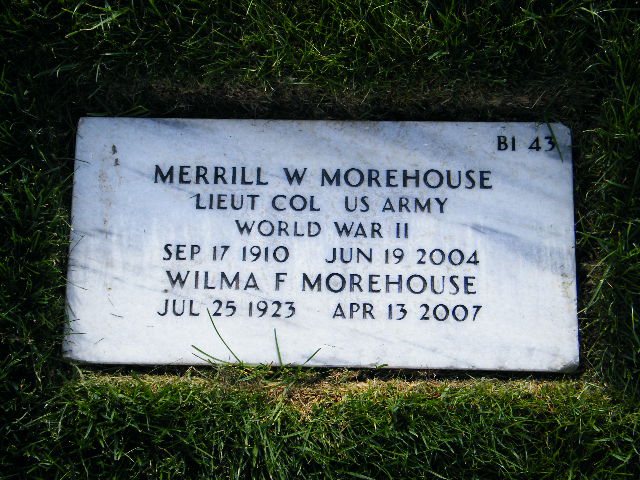 BI 43
MERRILL W MOREHOUSE
LIEUT COL US ARMY
WORLD WAR II
SEP 17 1910 JUN 19 2004
WILMA F MOREHOUSE
JUL 25 1923 APR 13 2007